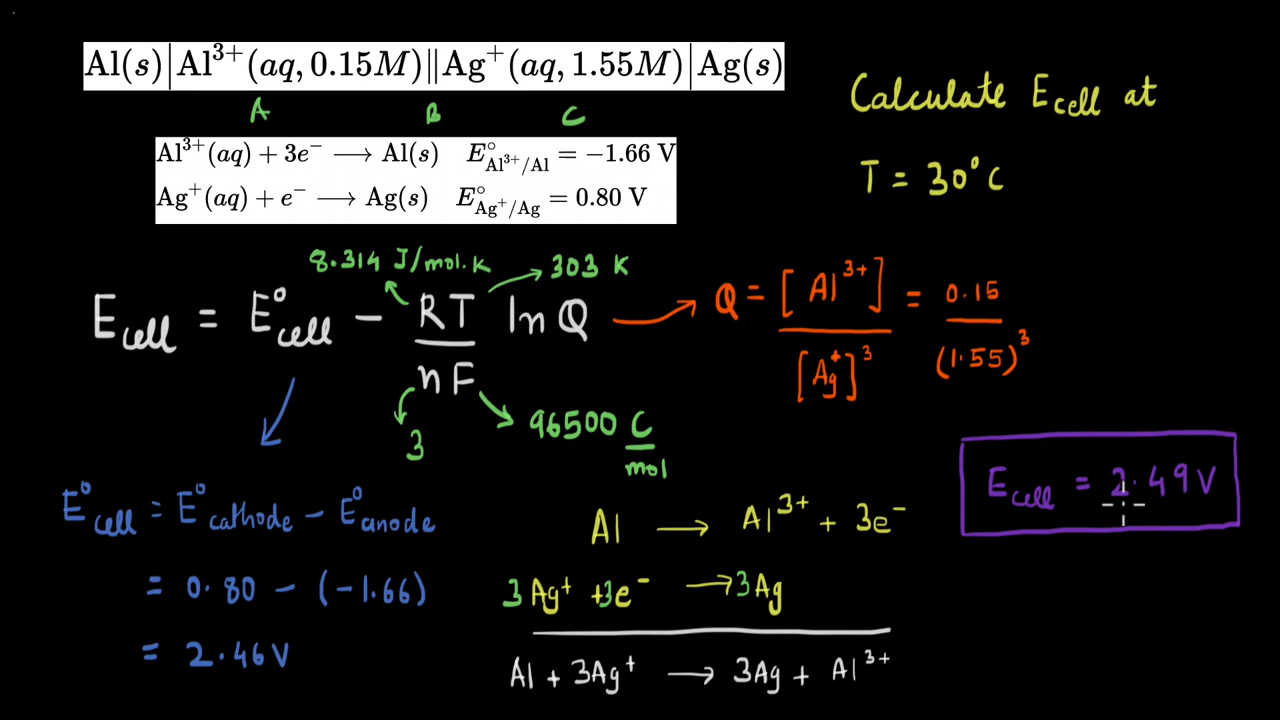 Al(s)|Al³⁺(aq, 0.15M)||Ag⁺(aq, 1.55M)|Ag(s)
A B C
Al³⁺(aq) + 3e⁻ ⟶ Al(s) E°Al³⁺/Al = −1.66 V
Ag⁺(aq) + e⁻ ⟶ Ag(s) E°Ag⁺/Ag = 0.80 V
Calculate Ecell at
T = 30°C
8.314 J/mol.K
303 K
Ecell = E°cell − RT/nF ln Q
3
96500 C/mol
Q = [Al³⁺]/[Ag⁺]³ = 0.15/(1.55)³
Ecell = 2.49V
E°cell = E°cathode − E°anode
= 0.80 − (−1.66)
= 2.46V
Al → Al³⁺ + 3e⁻
3Ag⁺ + 3e⁻ → 3Ag
Al + 3Ag⁺ → 3Ag + Al³⁺